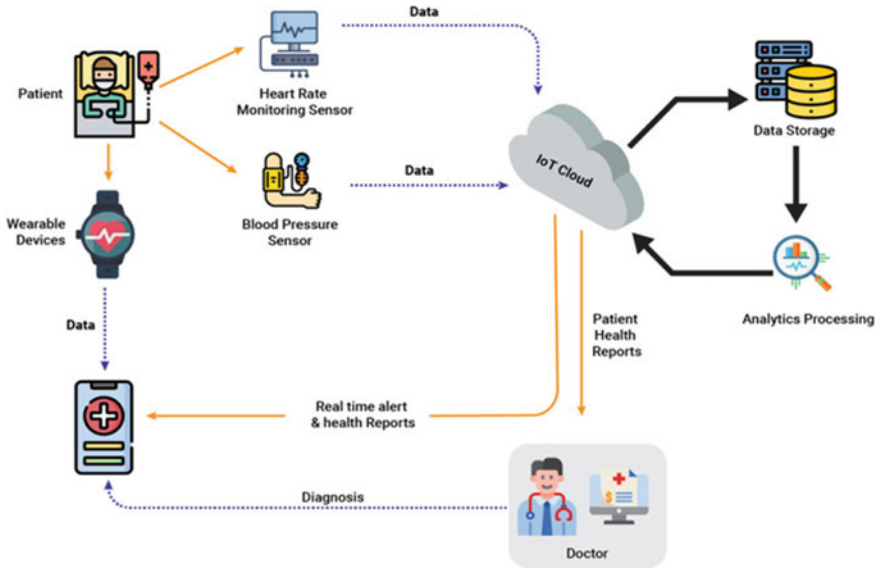 Data
Patient
Heart Rate
Monitoring Sensor
Data Storage
IoT Cloud
Data
Wearable
Devices
Blood Pressure
Sensor
Data
Patient
Health
Reports
Analytics Processing
Real time alert
& health Reports
Diagnosis
Doctor